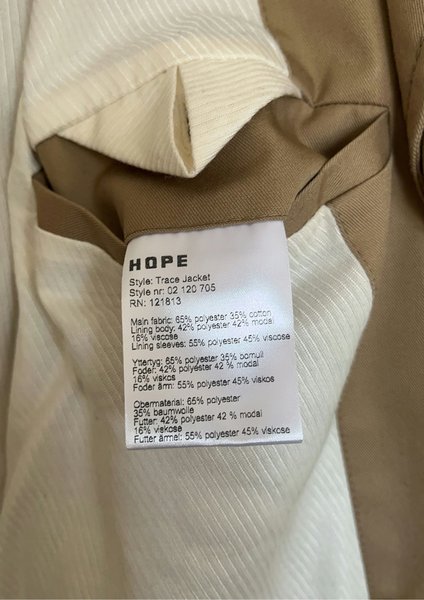 HOPE
Style: Trace Jacket
Style nr: 02 120 705
RN: 121813
Main fabric: 65% polyester 35% cotton
Lining body: 42% polyester 42% modal
16% viscose
Lining sleeves: 55% polyester 45% viscose
Yttertyg: 65% polyester 35% bomull
Foder: 42% polyester 42 % modal
16% viskos
Foder ärm: 55% polyester 45% viskos
Obermaterial: 65% polyester
35% baumwolle
Futter: 42% polyester 42 % modal
16% viskose
Futter ärmel: 55% polyester 45% viskose